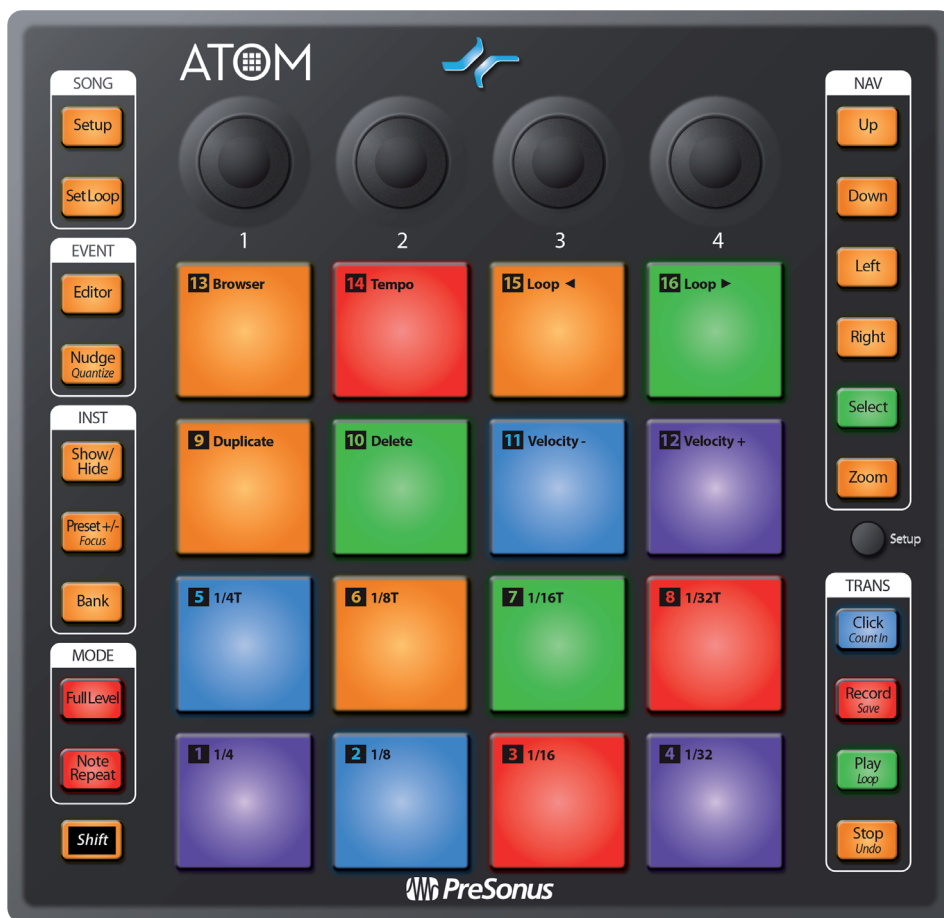 ATOM
SONG
Setup
Set Loop
EVENT
Editor
Nudge
Quantize
INST
Show/
Hide
Preset +/-
Focus
Bank
MODE
Full Level
Note
Repeat
Shift
1 2 3 4
13 Browser
14 Tempo
15 Loop ◄
16 Loop ►
9 Duplicate
10 Delete
11 Velocity -
12 Velocity +
5 1/4T
6 1/8T
7 1/16T
8 1/32T
1 1/4
2 1/8
3 1/16
4 1/32
NAV
Up
Down
Left
Right
Select
Zoom
Setup
TRANS
Click
Count In
Record
Save
Play
Loop
Stop
Undo
PreSonus